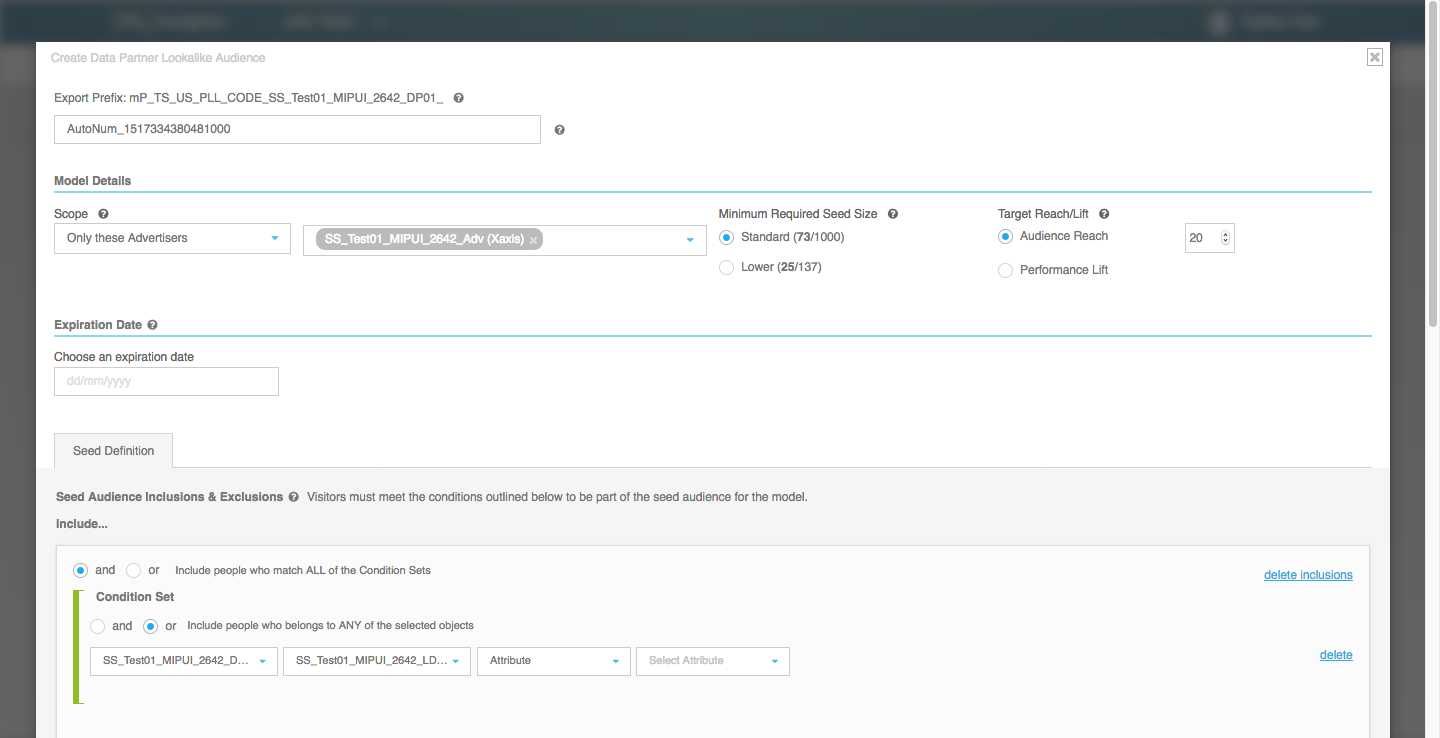 Create Data Partner Lookalike Audience
Export Prefix: mP_TS_US_PLL_CODE_SS_Test01_MIPUI_2642_DP01_
AutoNum_1517334380481000
Model Details
Scope
Minimum Required Seed Size
Target Reach/Lift
Only these Advertisers
SS_Test01_MIPUI_2642_Adv (Xaxis)
Standard (73/1000)
Audience Reach
20
Lower (25/137)
Performance Lift
Expiration Date
Choose an expiration date
dd/mm/yyyy
Seed Definition
Seed Audience Inclusions & Exclusions Visitors must meet the conditions outlined below to be part of the seed audience for the model.
Include...
and or Include people who match ALL of the Condition Sets
delete inclusions
Condition Set
and or Include people who belongs to ANY of the selected objects
SS_Test01_MIPUI_2642_D... SS_Test01_MIPUI_2642_LD... Attribute Select Attribute
delete